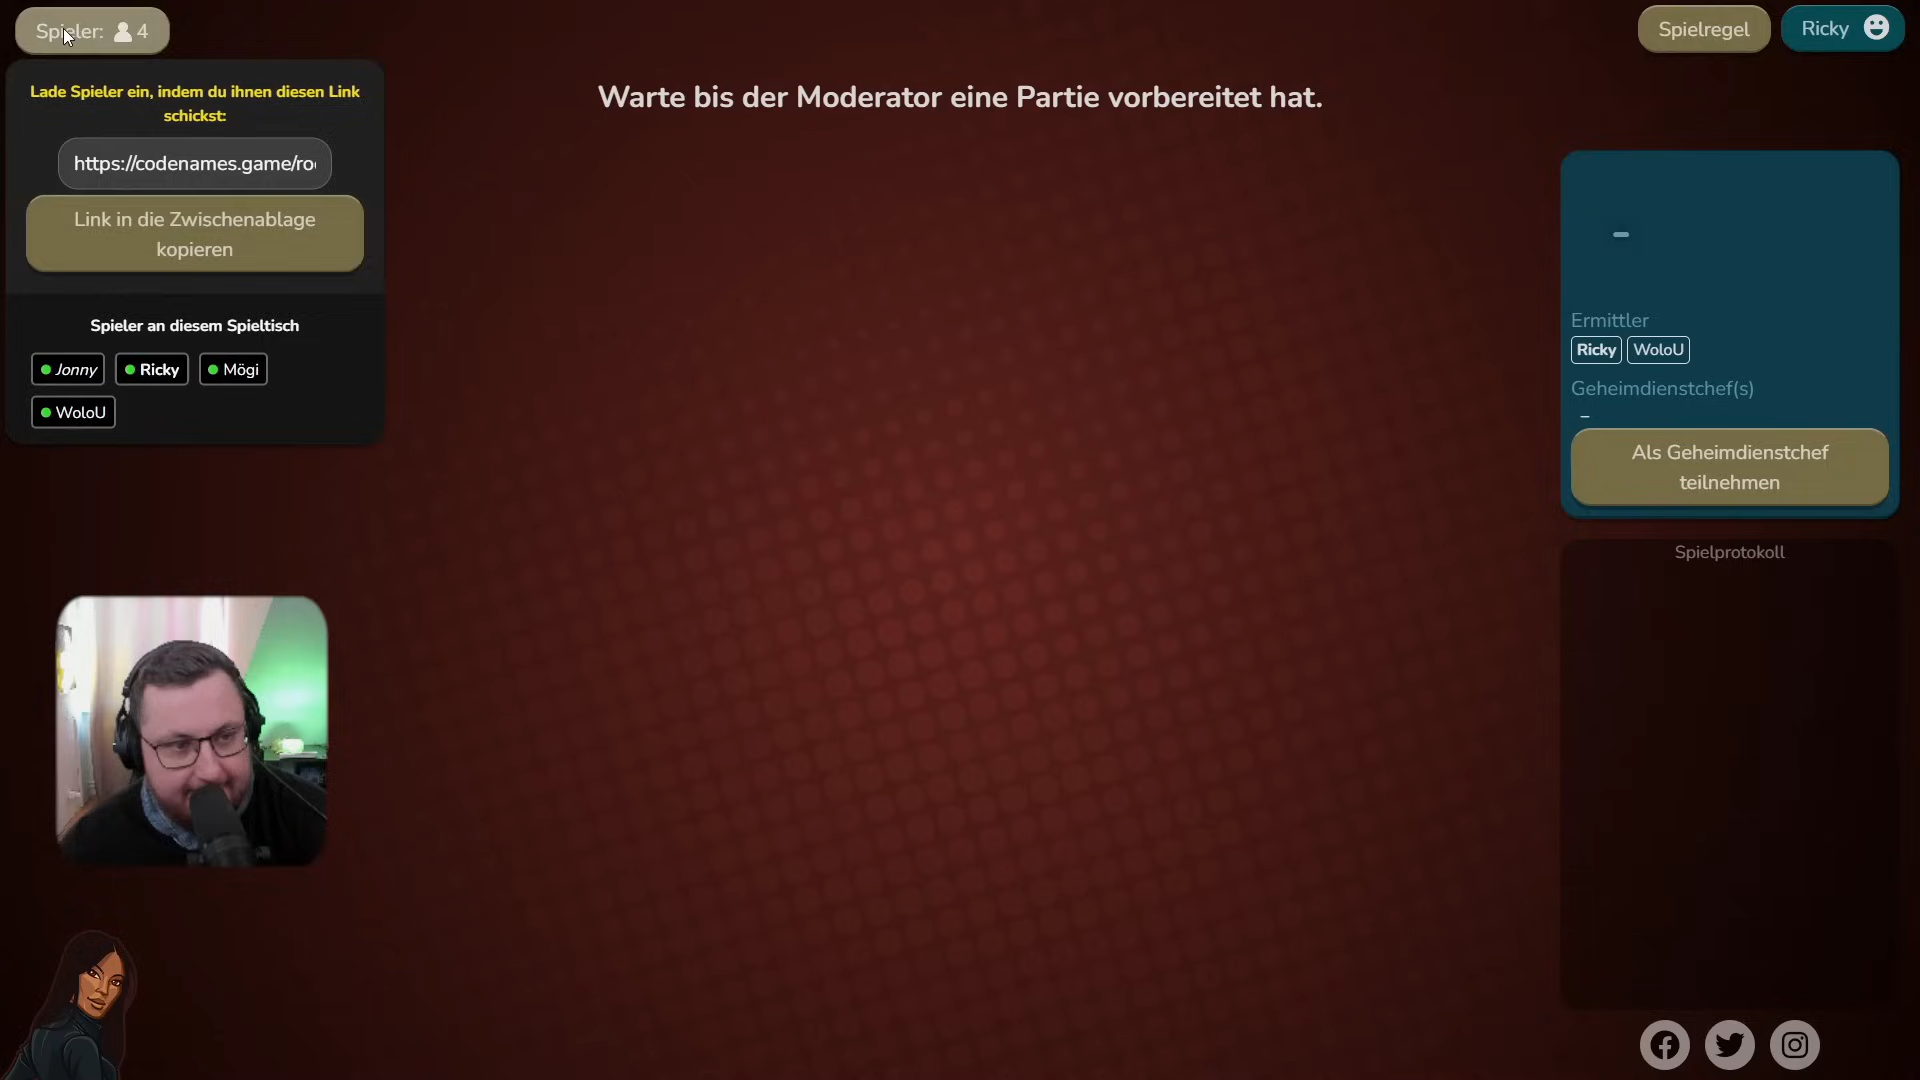 Spieler: 4
Spielregel
Ricky
Lade Spieler ein, indem du ihnen diesen Link
schickst:
Warte bis der Moderator eine Partie vorbereitet hat.
https://codenames.game/roo
Link in die Zwischenablage
kopieren
Spieler an diesem Spieltisch
Jonny
Ricky
Mögi
WoloU
–
Ermittler
Ricky
WoloU
Geheimdienstchef(s)
–
Als Geheimdienstchef
teilnehmen
Spielprotokoll